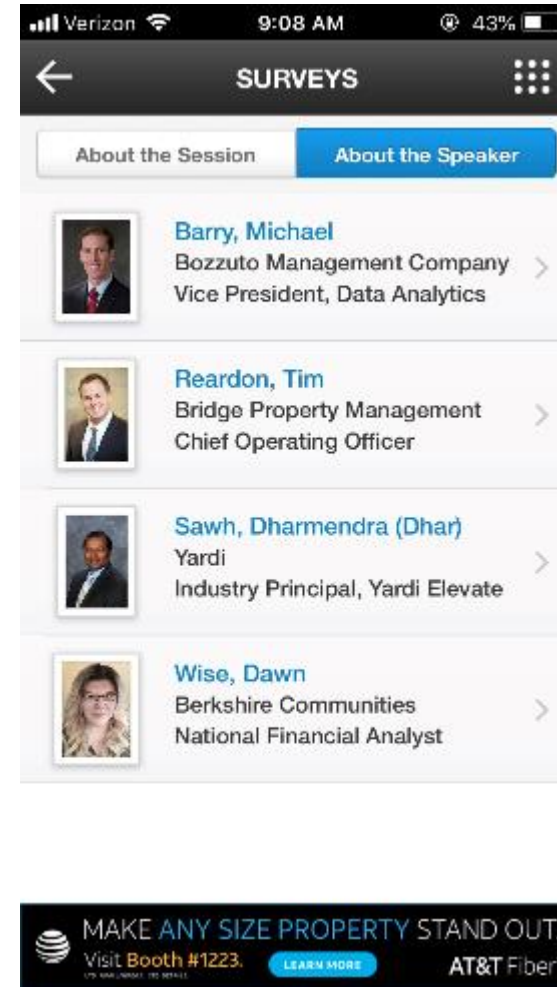 Verizon 9:08 AM 43%
SURVEYS
About the Session About the Speaker
Barry, Michael
Bozzuto Management Company
Vice President, Data Analytics
Reardon, Tim
Bridge Property Management
Chief Operating Officer
Sawh, Dharmendra (Dhar)
Yardi
Industry Principal, Yardi Elevate
Wise, Dawn
Berkshire Communities
National Financial Analyst
MAKE ANY SIZE PROPERTY STAND OUT
Visit Booth #1223. LEARN MORE AT&T Fiber